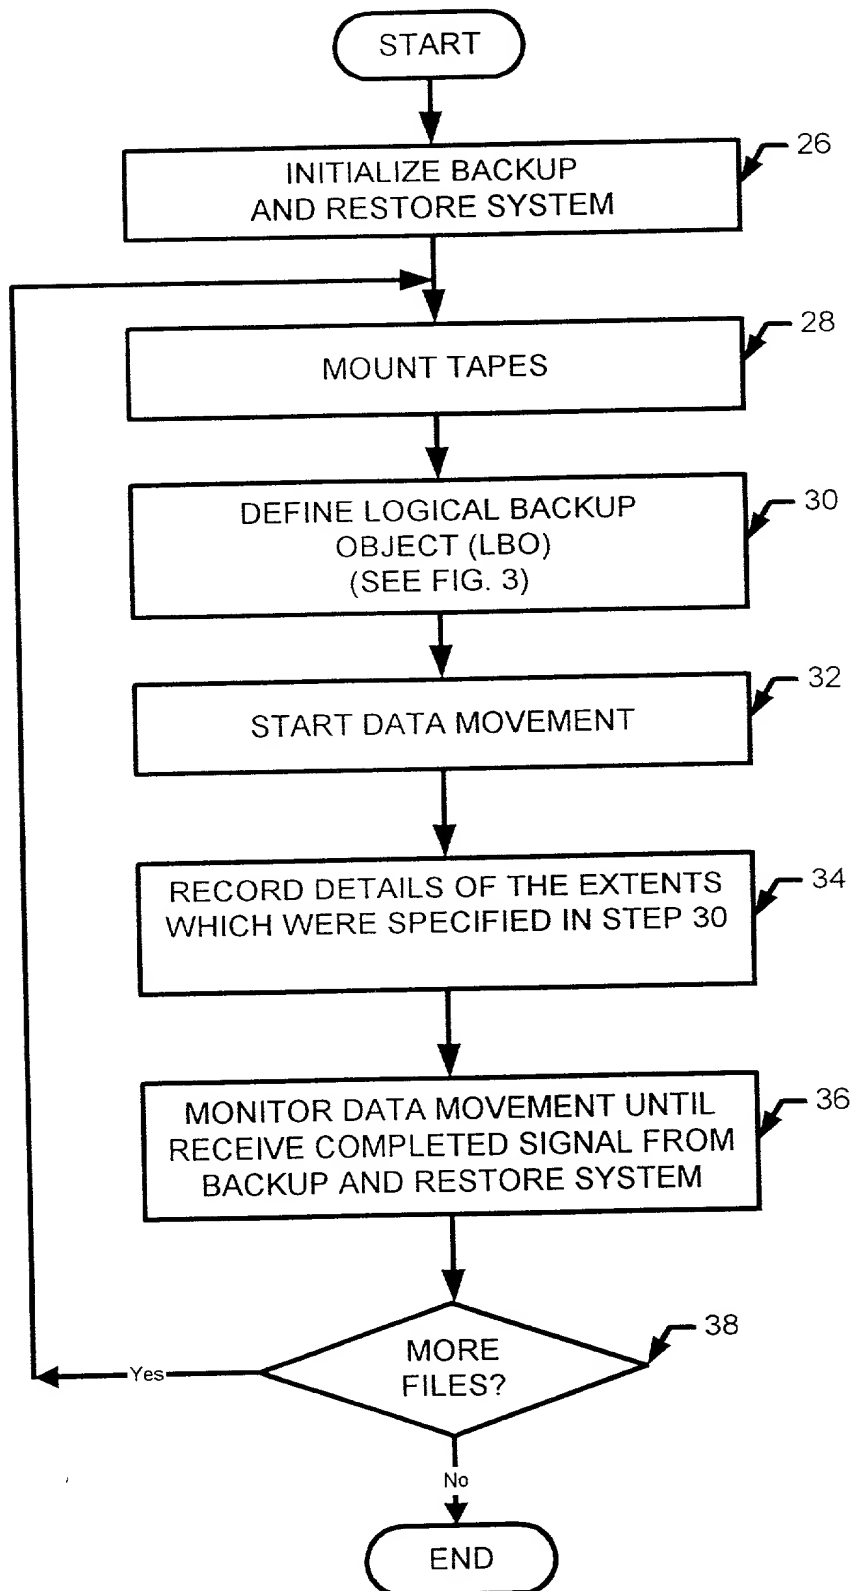 START
26
INITIALIZE BACKUP
AND RESTORE SYSTEM
28
MOUNT TAPES
30
DEFINE LOGICAL BACKUP
OBJECT (LBO)
(SEE FIG. 3)
32
START DATA MOVEMENT
34
RECORD DETAILS OF THE EXTENTS
WHICH WERE SPECIFIED IN STEP 30
36
MONITOR DATA MOVEMENT UNTIL
RECEIVE COMPLETED SIGNAL FROM
BACKUP AND RESTORE SYSTEM
38
MORE
FILES?
Yes
No
END